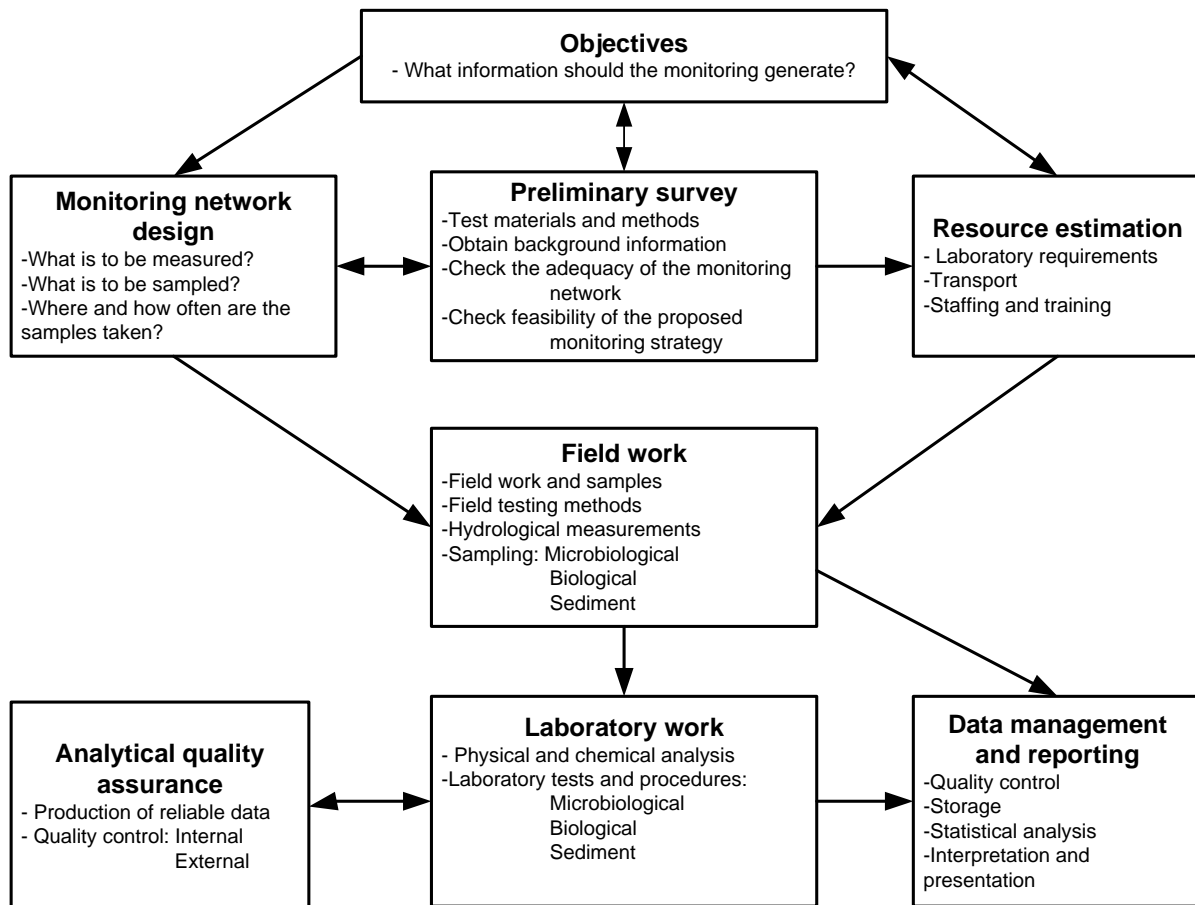 Objectives
- What information should the monitoring generate?
Monitoring network
design
-What is to be measured?
-What is to be sampled?
-Where and how often are the
samples taken?
Preliminary survey
-Test materials and methods
-Obtain background information
-Check the adequacy of the monitoring
network
-Check feasibility of the proposed
monitoring strategy
Resource estimation
- Laboratory requirements
-Transport
-Staffing and training
Field work
-Field work and samples
-Field testing methods
-Hydrological measurements
-Sampling: Microbiological
Biological
Sediment
Analytical quality
assurance
- Production of reliable data
- Quality control: Internal
External
Laboratory work
- Physical and chemical analysis
-Laboratory tests and procedures:
Microbiological
Biological
Sediment
Data management
and reporting
-Quality control
-Storage
-Statistical analysis
-Interpretation and
presentation